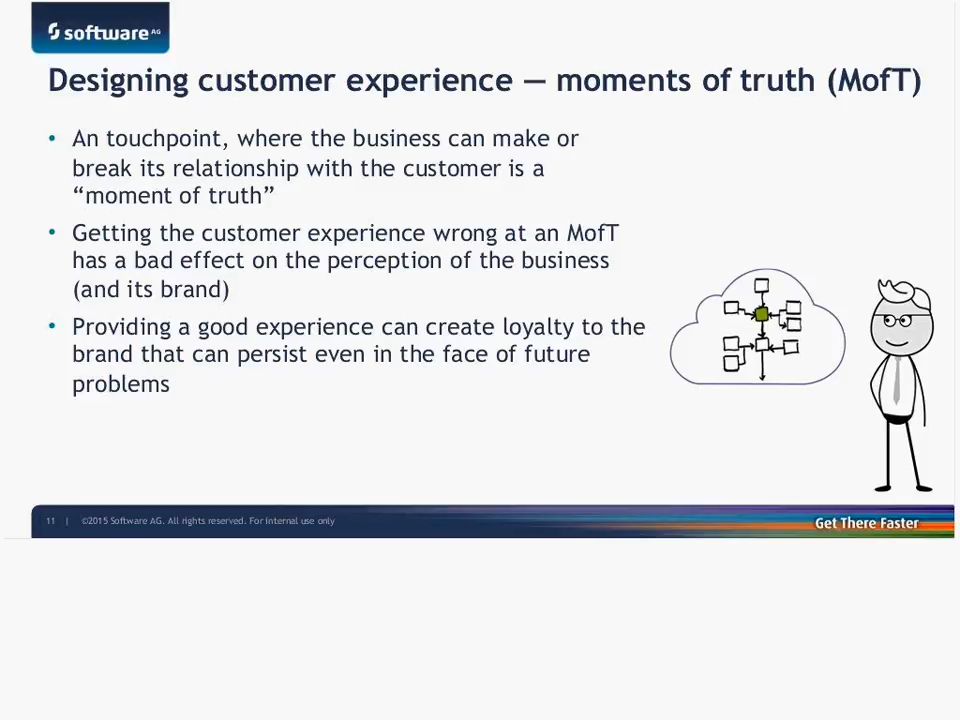 software AG
Designing customer experience — moments of truth (MofT)
• An touchpoint, where the business can make or
break its relationship with the customer is a
“moment of truth”
• Getting the customer experience wrong at an MofT
has a bad effect on the perception of the business
(and its brand)
• Providing a good experience can create loyalty to the
brand that can persist even in the face of future
problems
11 | ©2015 Software AG. All rights reserved. For internal use only
Get There Faster